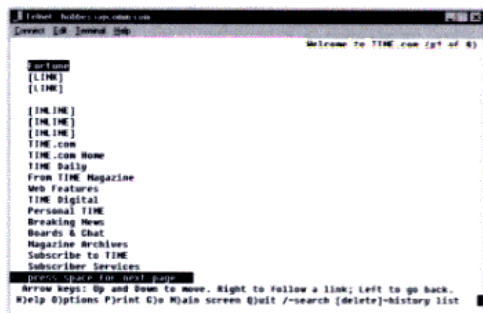 Telnet - hobbes.capcollege.com
Connect Edit Terminal Help
Welcome to TIME.com (p1 of 6)
Fortune
[LINK]
[LINK]
[INLINE]
[INLINE]
[INLINE]
TIME.com
TIME.com Home
TIME Daily
From TIME Magazine
Web Features
TIME Digital
Personal TIME
Breaking News
Boards & Chat
Magazine Archives
Subscribe to TIME
Subscriber Services
press space for next page
Arrow keys: Up and Down to move. Right to follow a link; Left to go back.
H)elp O)ptions P)rint G)o M)ain screen Q)uit /=search [delete]=history list